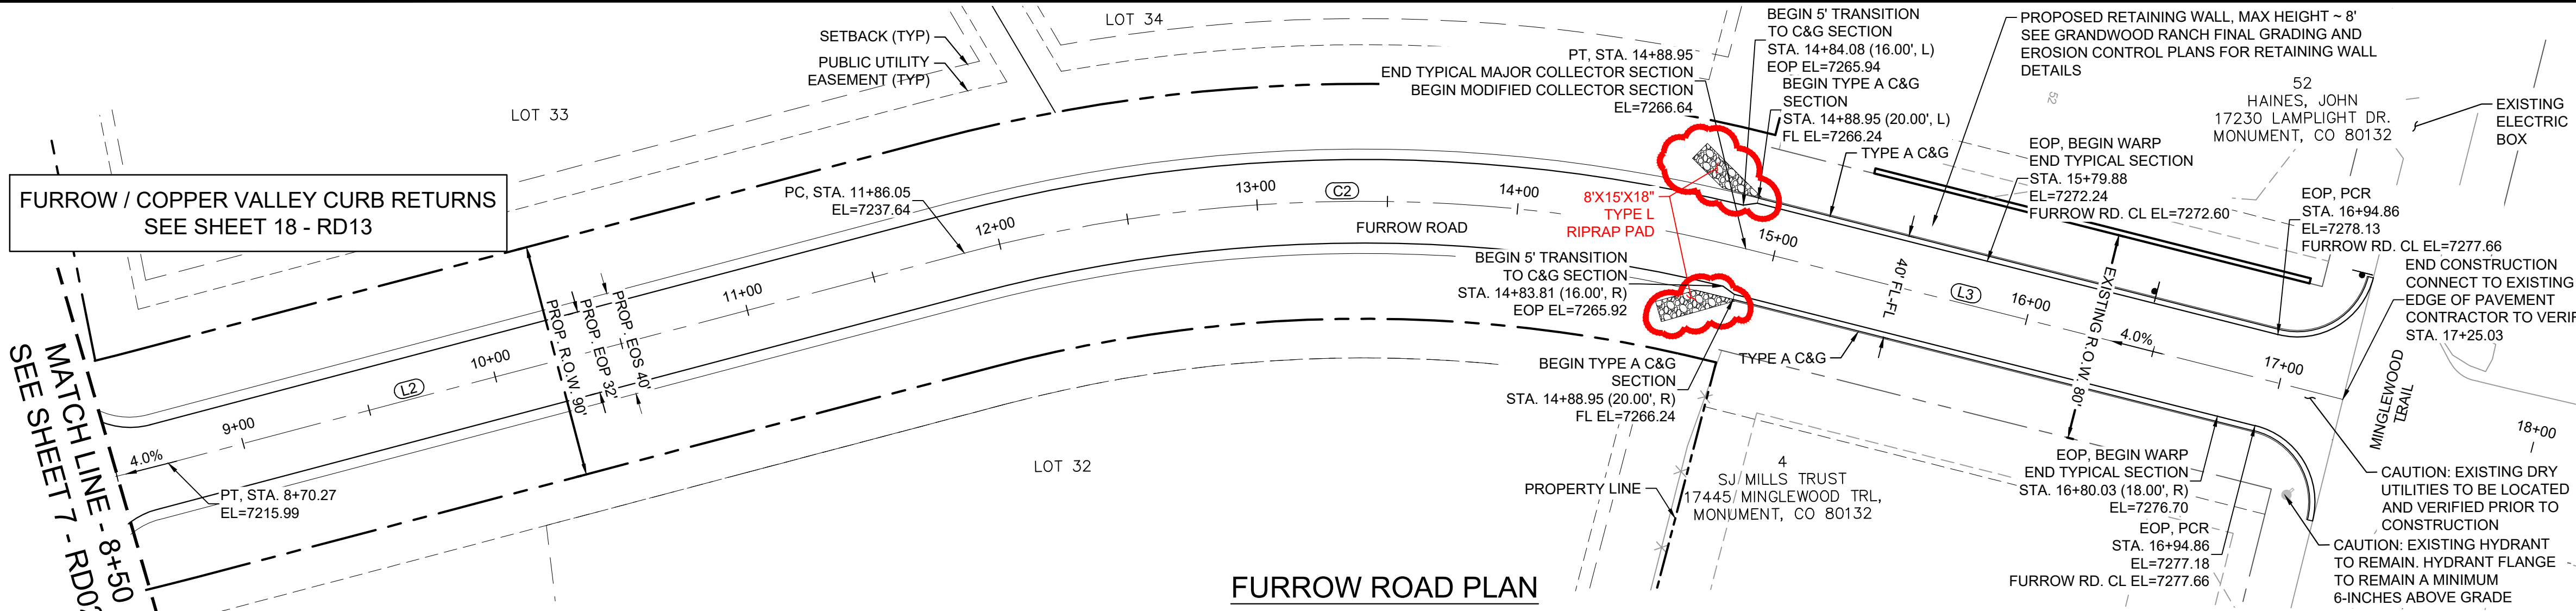 LOT 34
SETBACK (TYP)
PUBLIC UTILITY
EASEMENT (TYP)
LOT 33
FURROW / COPPER VALLEY CURB RETURNS
SEE SHEET 18 - RD13
PC, STA. 11+86.05
EL=7237.64
PT, STA. 14+88.95
END TYPICAL MAJOR COLLECTOR SECTION
BEGIN MODIFIED COLLECTOR SECTION
EL=7266.64
BEGIN 5' TRANSITION
TO C&G SECTION
STA. 14+84.08 (16.00', L)
EOP EL=7265.94
BEGIN TYPE A C&G
SECTION
STA. 14+88.95 (20.00', L)
FL EL=7266.24
TYPE A C&G
PROPOSED RETAINING WALL, MAX HEIGHT ~ 8'
SEE GRANDWOOD RANCH FINAL GRADING AND
EROSION CONTROL PLANS FOR RETAINING WALL
DETAILS
52
52
HAINES, JOHN
17230 LAMPLIGHT DR.
MONUMENT, CO 80132
EXISTING
ELECTRIC
BOX
EOP, BEGIN WARP
END TYPICAL SECTION
STA. 15+79.88
EL=7272.24
FURROW RD. CL EL=7272.60
EOP, PCR
STA. 16+94.86
EL=7278.13
FURROW RD. CL EL=7277.66
END CONSTRUCTION
CONNECT TO EXISTING
EDGE OF PAVEMENT
CONTRACTOR TO VERIF
STA. 17+25.03
8'X15'X18"
TYPE L
RIPRAP PAD
9+00
10+00
11+00
12+00
13+00
14+00
15+00
16+00
17+00
18+00
C2
L2
L3
FURROW ROAD
BEGIN 5' TRANSITION
TO C&G SECTION
STA. 14+83.81 (16.00', R)
EOP EL=7265.92
BEGIN TYPE A C&G
SECTION
STA. 14+88.95 (20.00', R)
FL EL=7266.24
TYPE A C&G
40' FL-FL
EXISTING R.O.W. 80'
4.0%
MINGLEWOOD
TRAIL
PROP. R.O.W. 90'
PROP. EOP 32'
PROP. EOS 40'
MATCH LINE - 8+50
SEE SHEET 7 - RD02
4.0%
PT, STA. 8+70.27
EL=7215.99
LOT 32
PROPERTY LINE
4
SJ MILLS TRUST
17445 MINGLEWOOD TRL,
MONUMENT, CO 80132
EOP, BEGIN WARP
END TYPICAL SECTION
STA. 16+80.03 (18.00', R)
EL=7276.70
EOP, PCR
STA. 16+94.86
EL=7277.18
FURROW RD. CL EL=7277.66
CAUTION: EXISTING DRY
UTILITIES TO BE LOCATED
AND VERIFIED PRIOR TO
CONSTRUCTION
CAUTION: EXISTING HYDRANT
TO REMAIN. HYDRANT FLANGE
TO REMAIN A MINIMUM
6-INCHES ABOVE GRADE
FURROW ROAD PLAN